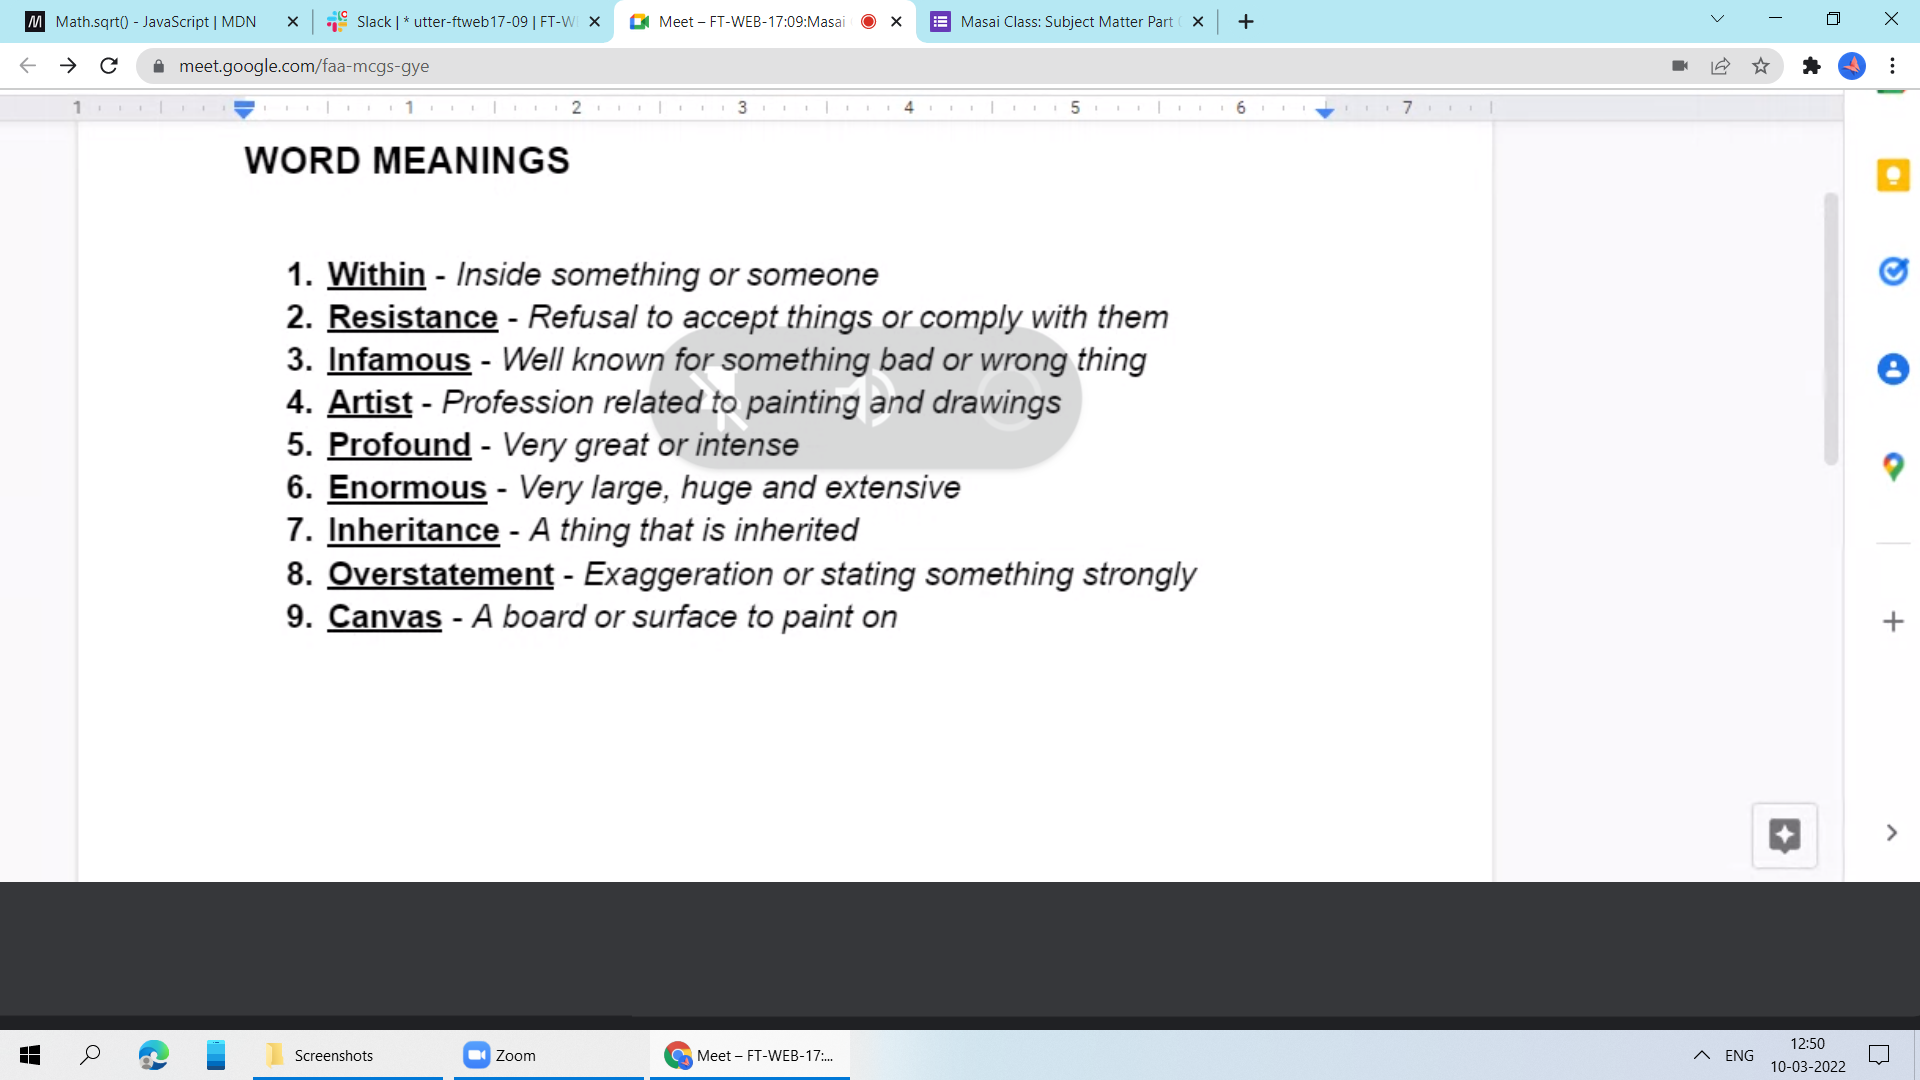 Math.sqrt() - JavaScript | MDN
Slack | * utter-ftweb17-09 | FT-W
Meet – FT-WEB-17:09:Masai
Masai Class: Subject Matter Part
meet.google.com/faa-mcgs-gye
1 1 2 3 4 5 6 7
WORD MEANINGS
1. Within - Inside something or someone
2. Resistance - Refusal to accept things or comply with them
3. Infamous - Well known for something bad or wrong thing
4. Artist - Profession related to painting and drawings
5. Profound - Very great or intense
6. Enormous - Very large, huge and extensive
7. Inheritance - A thing that is inherited
8. Overstatement - Exaggeration or stating something strongly
9. Canvas - A board or surface to paint on
Screenshots
Zoom
Meet – FT-WEB-17:...
ENG
12:50
10-03-2022